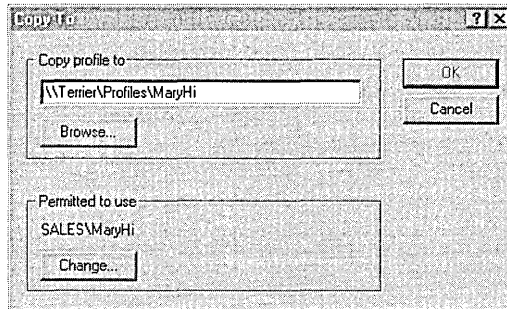 Copy To
Copy profile to
\\Terrier\Profiles\MaryHi
OK
Browse...
Cancel
Permitted to use
SALES\MaryHi
Change...